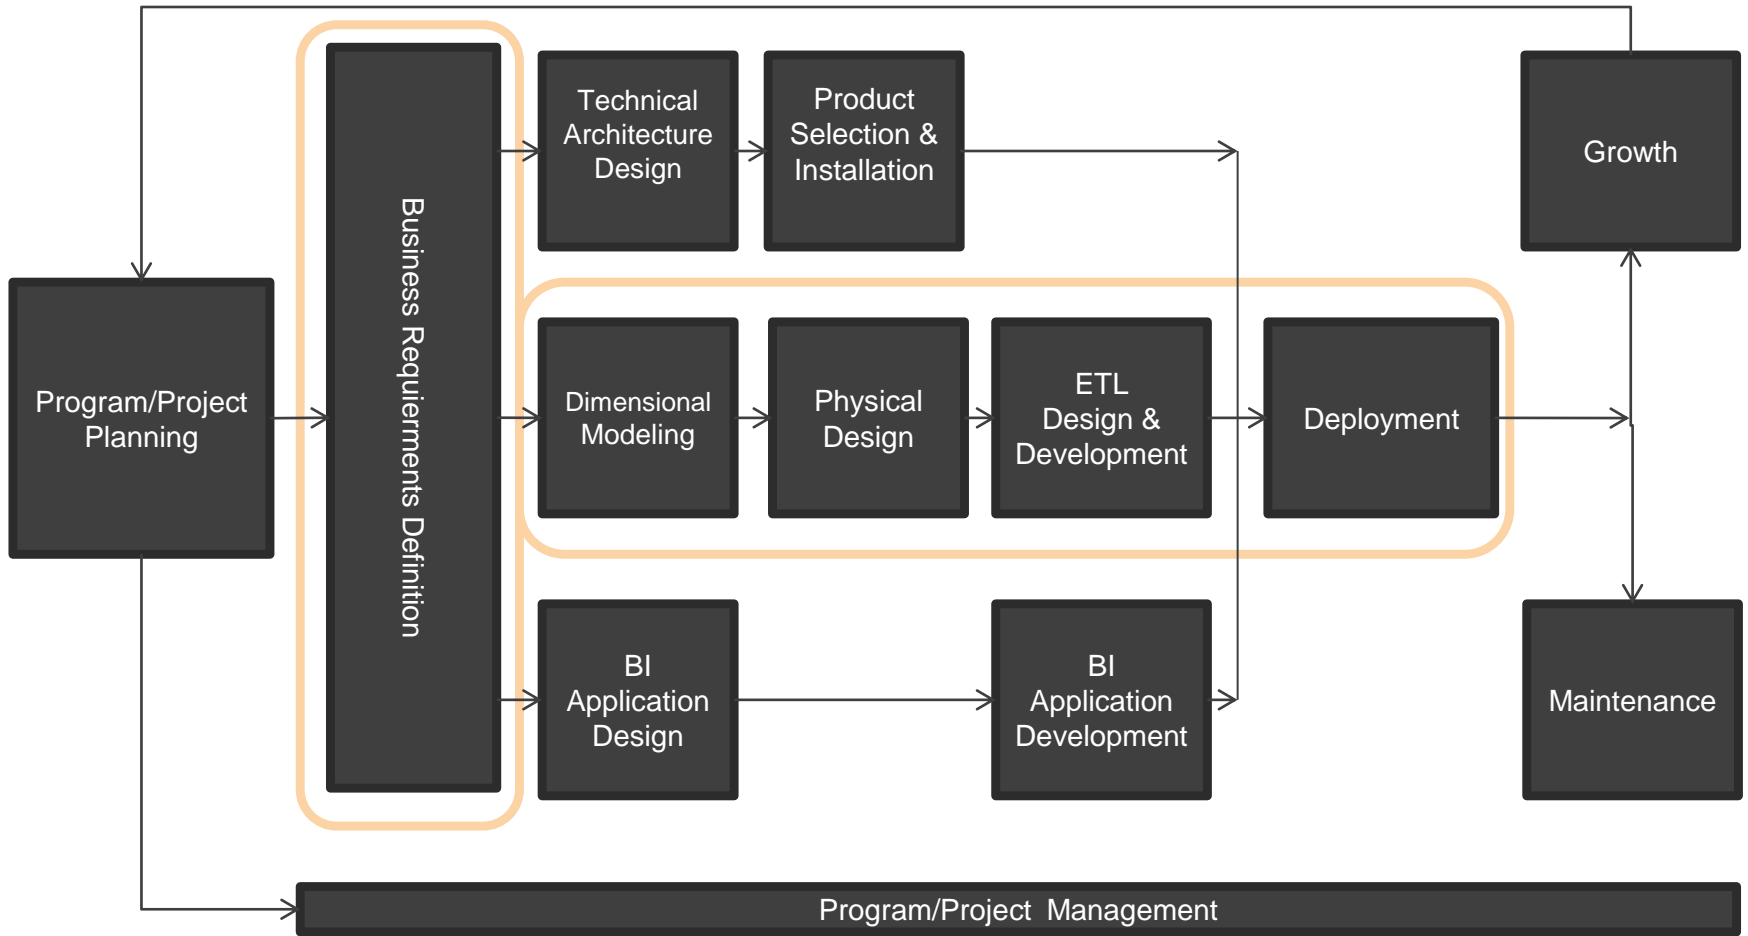 Technical
Architecture
Design
Product
Selection &
Installation
Growth
Program/Project
Planning
Business Requierments Definition
Dimensional
Modeling
Physical
Design
ETL
Design &
Development
Deployment
BI
Application
Design
BI
Application
Development
Maintenance
Program/Project Management